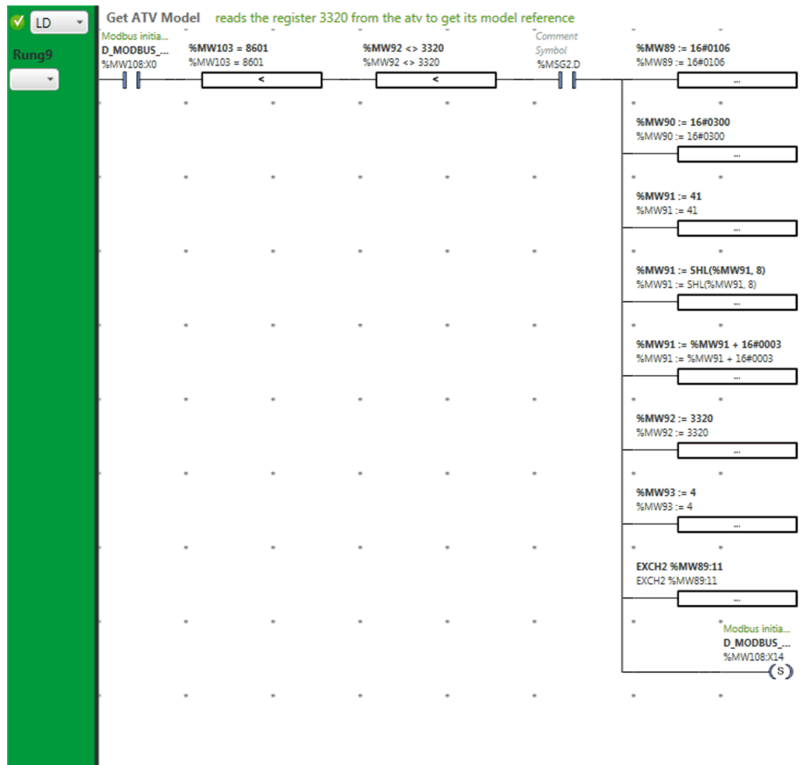 LD
Get ATV Model reads the register 3320 from the atv to get its model reference
Rung9
Modbus initia...
D_MODBUS_...
%MW108:X0
%MW103 = 8601
%MW103 = 8601
<
%MW92 <> 3320
%MW92 <> 3320
<
Comment
Symbol
%MSG2.D
%MW89 := 16#0106
%MW89 := 16#0106
...
%MW90 := 16#0300
%MW90 := 16#0300
...
%MW91 := 41
%MW91 := 41
...
%MW91 := SHL(%MW91, 8)
%MW91 := SHL(%MW91, 8)
...
%MW91 := %MW91 + 16#0003
%MW91 := %MW91 + 16#0003
...
%MW92 := 3320
%MW92 := 3320
...
%MW93 := 4
%MW93 := 4
...
EXCH2 %MW89:11
EXCH2 %MW89:11
...
Modbus initia...
D_MODBUS_...
%MW108:X14
S